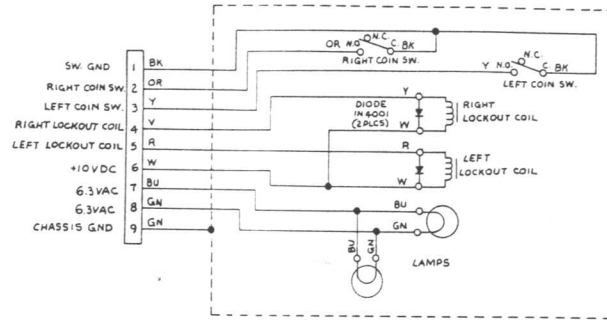 SW. GND 1 BK
RIGHT COIN SW. 2 OR
LEFT COIN SW. 3 Y
RIGHT LOCKOUT COIL 4 V
LEFT LOCKOUT COIL 5 R
+10VDC 6 W
6.3VAC 7 BU
6.3VAC 8 GN
CHASSIS GND 9 GN
OR N.O. N.C. C. BK
RIGHT COIN SW.
Y N.O. N.C. C. BK
LEFT COIN SW.
Y
DIODE
IN4001
(2PLCS)
W
RIGHT
LOCKOUT COIL
R
W
LEFT
LOCKOUT COIL
BU
GN
BU GN
LAMPS